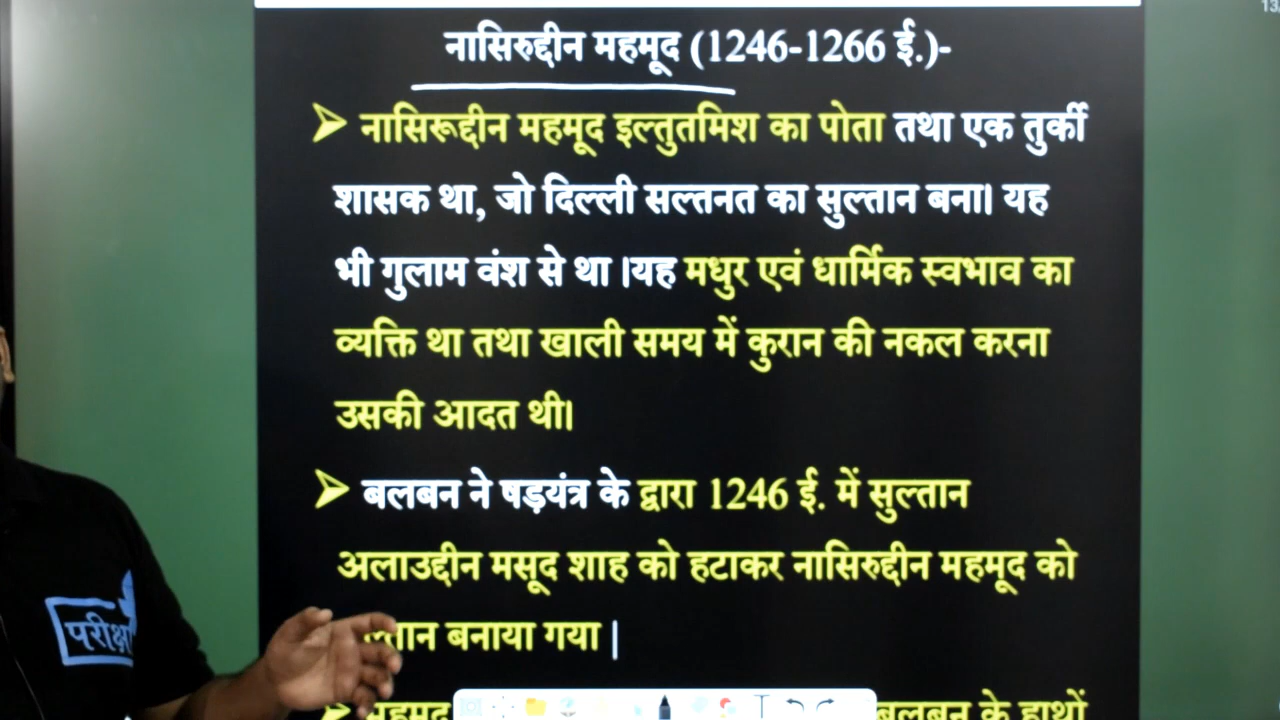 नासिरुद्दीन महमूद (1246-1266 ई.)-
➢ नासिरूद्दीन महमूद इल्तुतमिश का पोता तथा एक तुर्की
शासक था, जो दिल्ली सल्तनत का सुल्तान बना। यह
भी गुलाम वंश से था ।यह मधुर एवं धार्मिक स्वभाव का
व्यक्ति था तथा खाली समय में कुरान की नकल करना
उसकी आदत थी।
➢ बलबन ने षड़यंत्र के द्वारा 1246 ई. में सुल्तान
अलाउद्दीन मसूद शाह को हटाकर नासिरुद्दीन महमूद को
बनाया गया |
बलबन के हाथों
परीक्षा